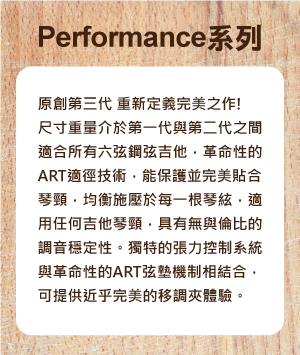 Performance系列
原創第三代 重新定義完美之作!
尺寸重量介於第一代與第二代之間
適合所有六弦鋼弦吉他，革命性的
ART適徑技術，能保護並完美貼合
琴頸，均衡施壓於每一根琴絃，適
用任何吉他琴頸，具有無與倫比的
調音穩定性。獨特的張力控制系統
與革命性的ART弦墊機制相結合，
可提供近乎完美的移調夾體驗。